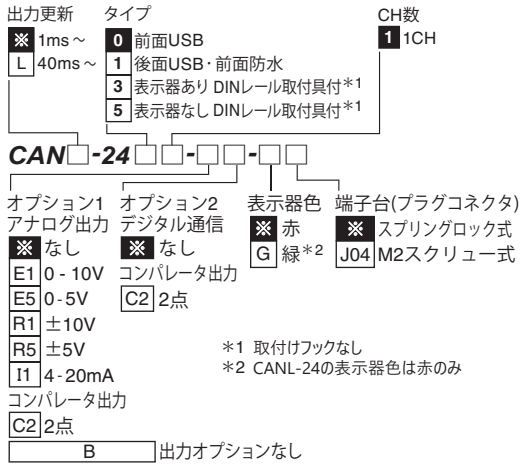 出力更新 タイプ CH数
※ 1ms～ 0 前面USB 1 1CH
L 40ms～ 1 後面USB・前面防水
3 表示器あり DINレール取付具付*1
5 表示器なし DINレール取付具付*1
CAN□-24□□-□□-□□
オプション1 オプション2 表示器色 端子台(プラグコネクタ)
アナログ出力 デジタル通信 ※ 赤 ※ スプリングロック式
※ なし ※ なし G 緑*2 J04 M2スクリュー式
E1 0-10V コンパレータ出力
E5 0-5V C2 2点
R1 ±10V
R5 ±5V *1 取付けフックなし
I1 4-20mA *2 CANL-24の表示器色は赤のみ
コンパレータ出力
C2 2点
B 出力オプションなし